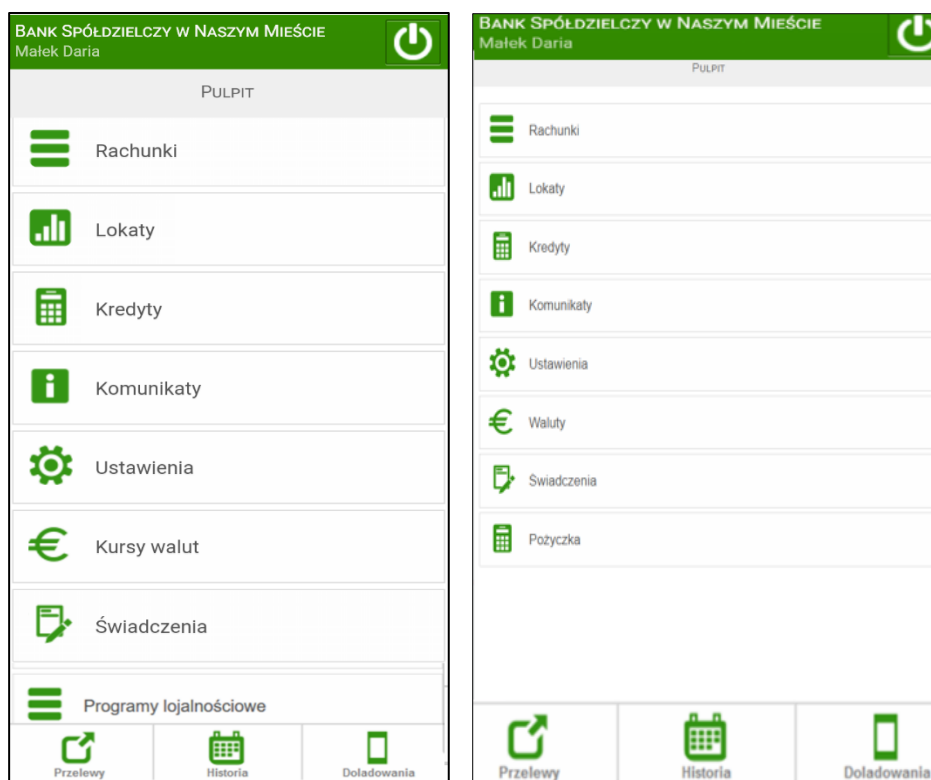 BANK SPÓŁDZIELCZY W NASZYM MIEŚCIE
Małek Daria
PULPIT
Rachunki
Lokaty
Kredyty
Komunikaty
Ustawienia
Kursy walut
Świadczenia
Programy lojalnościowe
Przelewy Historia Doładowania
BANK SPÓŁDZIELCZY W NASZYM MIEŚCIE
Małek Daria
PULPIT
Rachunki
Lokaty
Kredyty
Komunikaty
Ustawienia
Waluty
Świadczenia
Pożyczka
Przelewy Historia Doładowania